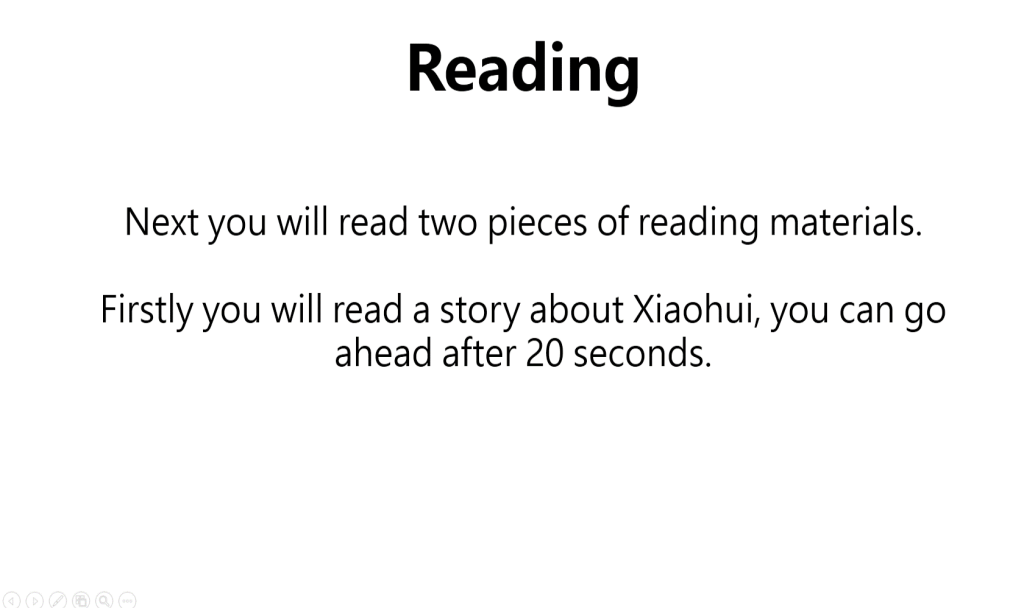 Reading
Next you will read two pieces of reading materials.
Firstly you will read a story about Xiaohui, you can go
ahead after 20 seconds.